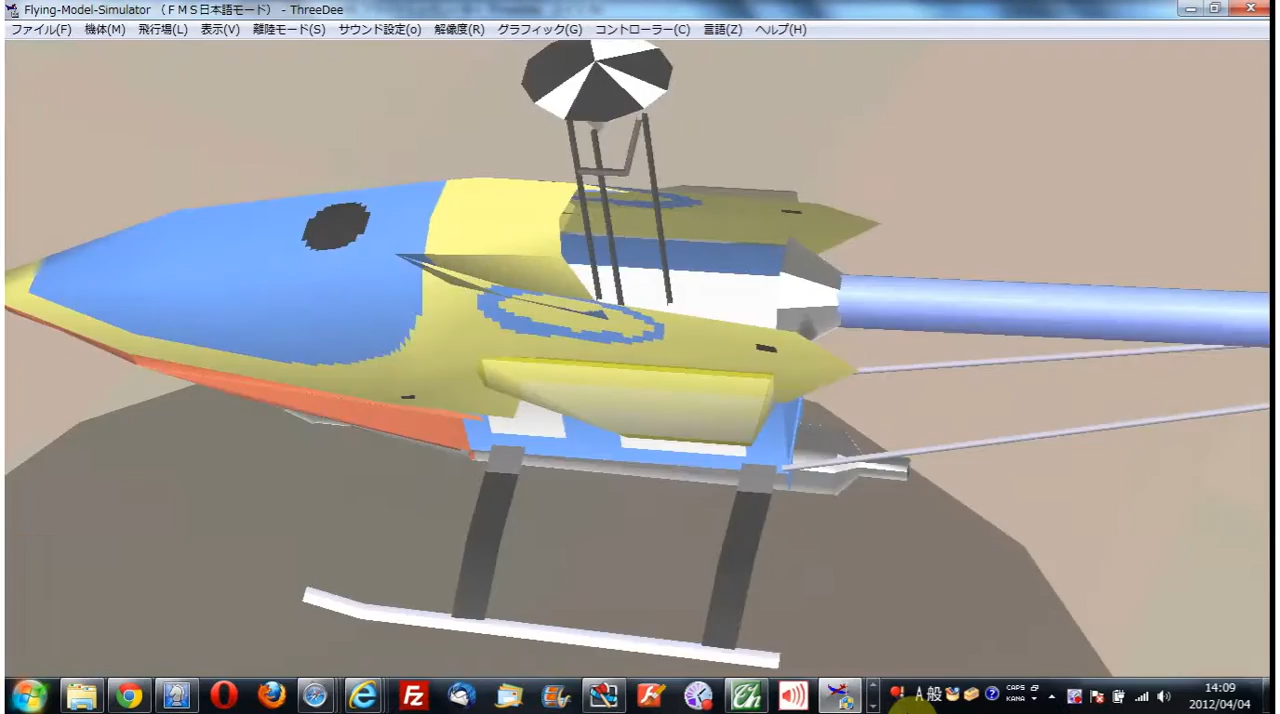 Flying-Model-Simulator （ＦＭＳ日本語モード） - ThreeDee
ファイル(F) 機体(M) 飛行場(L) 表示(V) 離陸モード(S) サウンド設定(o) 解像度(R) グラフィック(G) コントローラー(C) 言語(Z) ヘルプ(H)
Fz Ch A 般 CAPS
KANA
14:09
2012/04/04